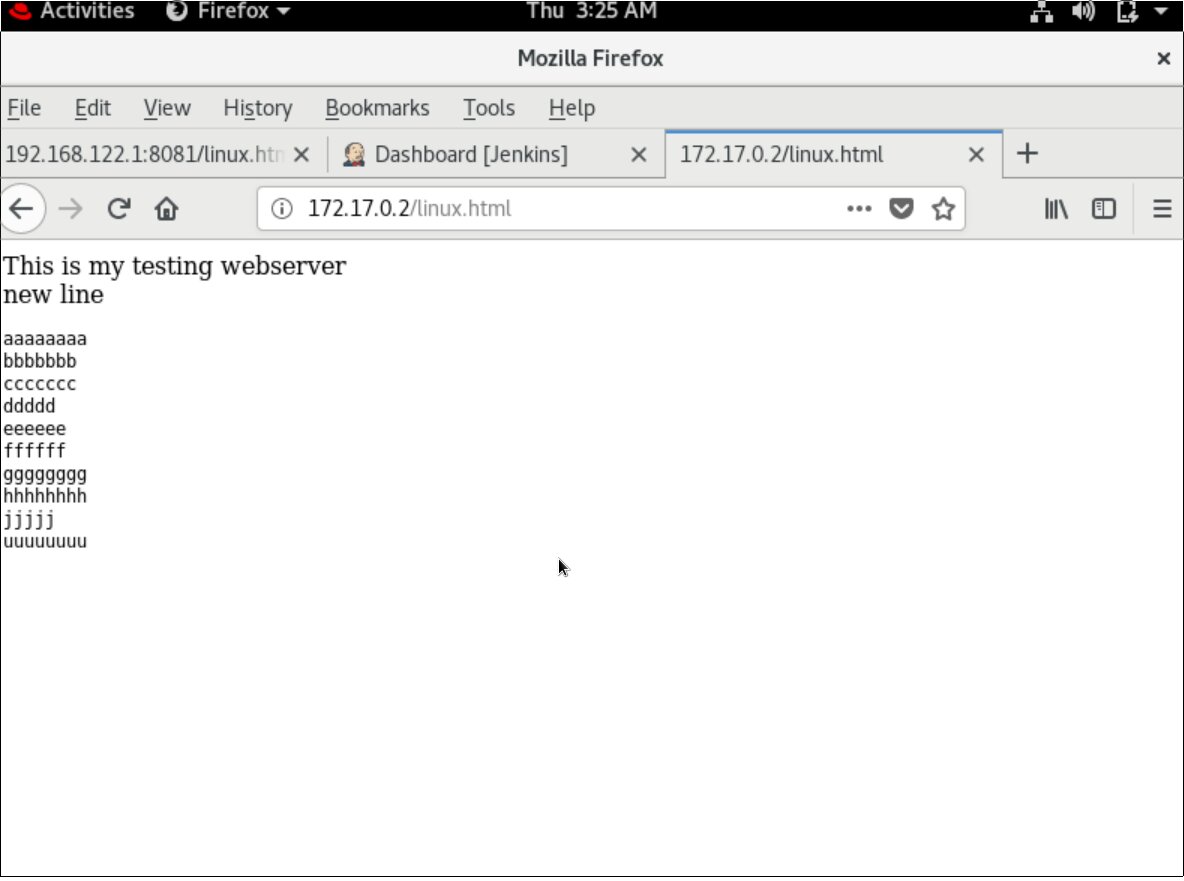 Activities Firefox Thu 3:25 AM
Mozilla Firefox
File Edit View History Bookmarks Tools Help
192.168.122.1:8081/linux.htm Dashboard [Jenkins] 172.17.0.2/linux.html
172.17.0.2/linux.html
This is my testing webserver
new line
aaaaaaaa
bbbbbbb
ccccccc
ddddd
eeeeee
ffffff
gggggggg
hhhhhhhh
jjjjj
uuuuuuuu